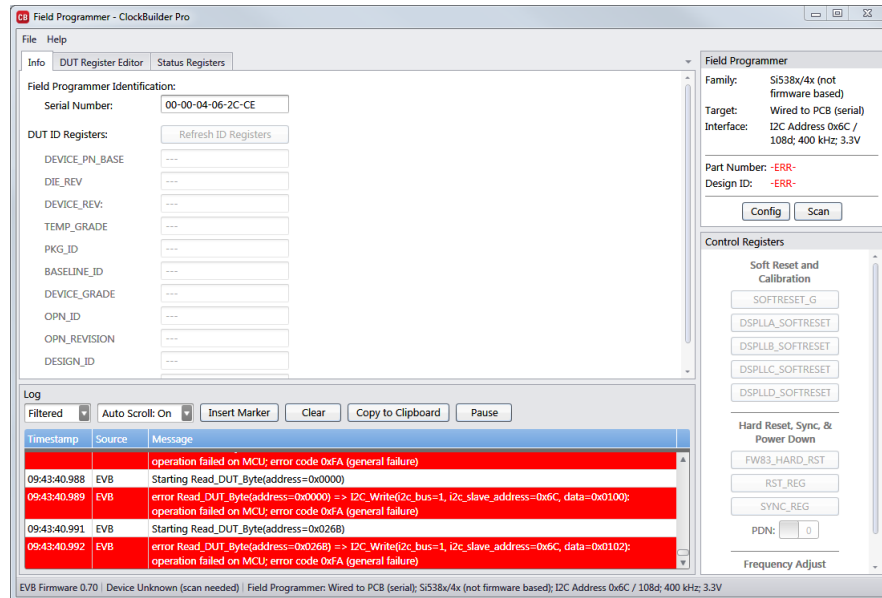 CB Field Programmer - ClockBuilder Pro
File Help
Info DUT Register Editor Status Registers
Field Programmer Identification:
Serial Number: 00-00-04-06-2C-CE
DUT ID Registers: Refresh ID Registers
DEVICE_PN_BASE ---
DIE_REV ---
DEVICE_REV: ---
TEMP_GRADE ---
PKG_ID ---
BASELINE_ID ---
DEVICE_GRADE ---
OPN_ID ---
OPN_REVISION ---
DESIGN_ID ---
Field Programmer
Family: Si538x/4x (not
firmware based)
Target: Wired to PCB (serial)
Interface: I2C Address 0x6C /
108d; 400 kHz; 3.3V
Part Number: -ERR-
Design ID: -ERR-
Config Scan
Control Registers
Soft Reset and
Calibration
SOFTRESET_G
DSPLLA_SOFTRESET
DSPLLB_SOFTRESET
DSPLLC_SOFTRESET
DSPLLD_SOFTRESET
Hard Reset, Sync, &
Power Down
FW83_HARD_RST
RST_REG
SYNC_REG
PDN: 0
Frequency Adjust
Log
Filtered Auto Scroll: On Insert Marker Clear Copy to Clipboard Pause
Timestamp Source Message
operation failed on MCU; error code 0xFA (general failure)
09:43:40.988 EVB Starting Read_DUT_Byte(address=0x0000)
09:43:40.989 EVB error Read_DUT_Byte(address=0x0000) => I2C_Write(i2c_bus=1, i2c_slave_address=0x6C, data=0x0100):
operation failed on MCU; error code 0xFA (general failure)
09:43:40.991 EVB Starting Read_DUT_Byte(address=0x026B)
09:43:40.992 EVB error Read_DUT_Byte(address=0x026B) => I2C_Write(i2c_bus=1, i2c_slave_address=0x6C, data=0x0102):
operation failed on MCU; error code 0xFA (general failure)
EVB Firmware 0.70 Device Unknown (scan needed) Field Programmer: Wired to PCB (serial); Si538x/4x (not firmware based); I2C Address 0x6C / 108d; 400 kHz; 3.3V